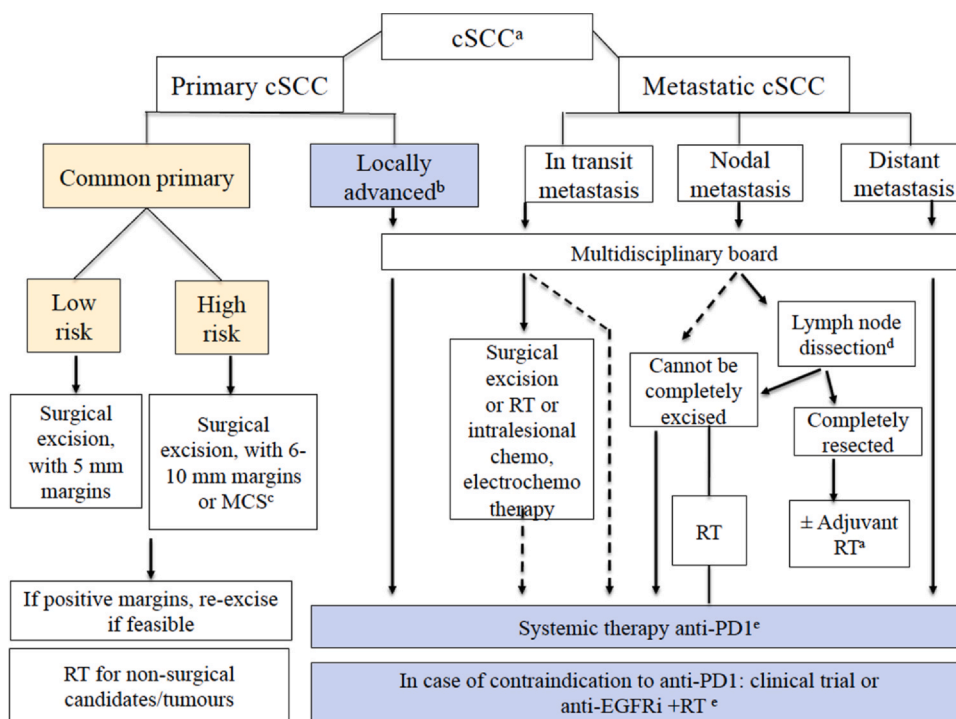 cSCCᵃ
Primary cSCC
Metastatic cSCC
Common primary
Locally
advancedᵇ
In transit
metastasis
Nodal
metastasis
Distant
metastasis
Multidisciplinary board
Low
risk
High
risk
Surgical
excision,
with 5 mm
margins
Surgical
excision, with 6-
10 mm margins
or MCSᶜ
Surgical
excision
or RT or
intralesional
chemo,
electrochemo
therapy
Cannot be
completely
excised
Lymph node
dissectionᵈ
Completely
resected
RT
± Adjuvant
RTᵃ
If positive margins, re-excise
if feasible
RT for non-surgical
candidates/tumours
Systemic therapy anti-PD1ᵉ
In case of contraindication to anti-PD1: clinical trial or
anti-EGFRi +RT ᵉ